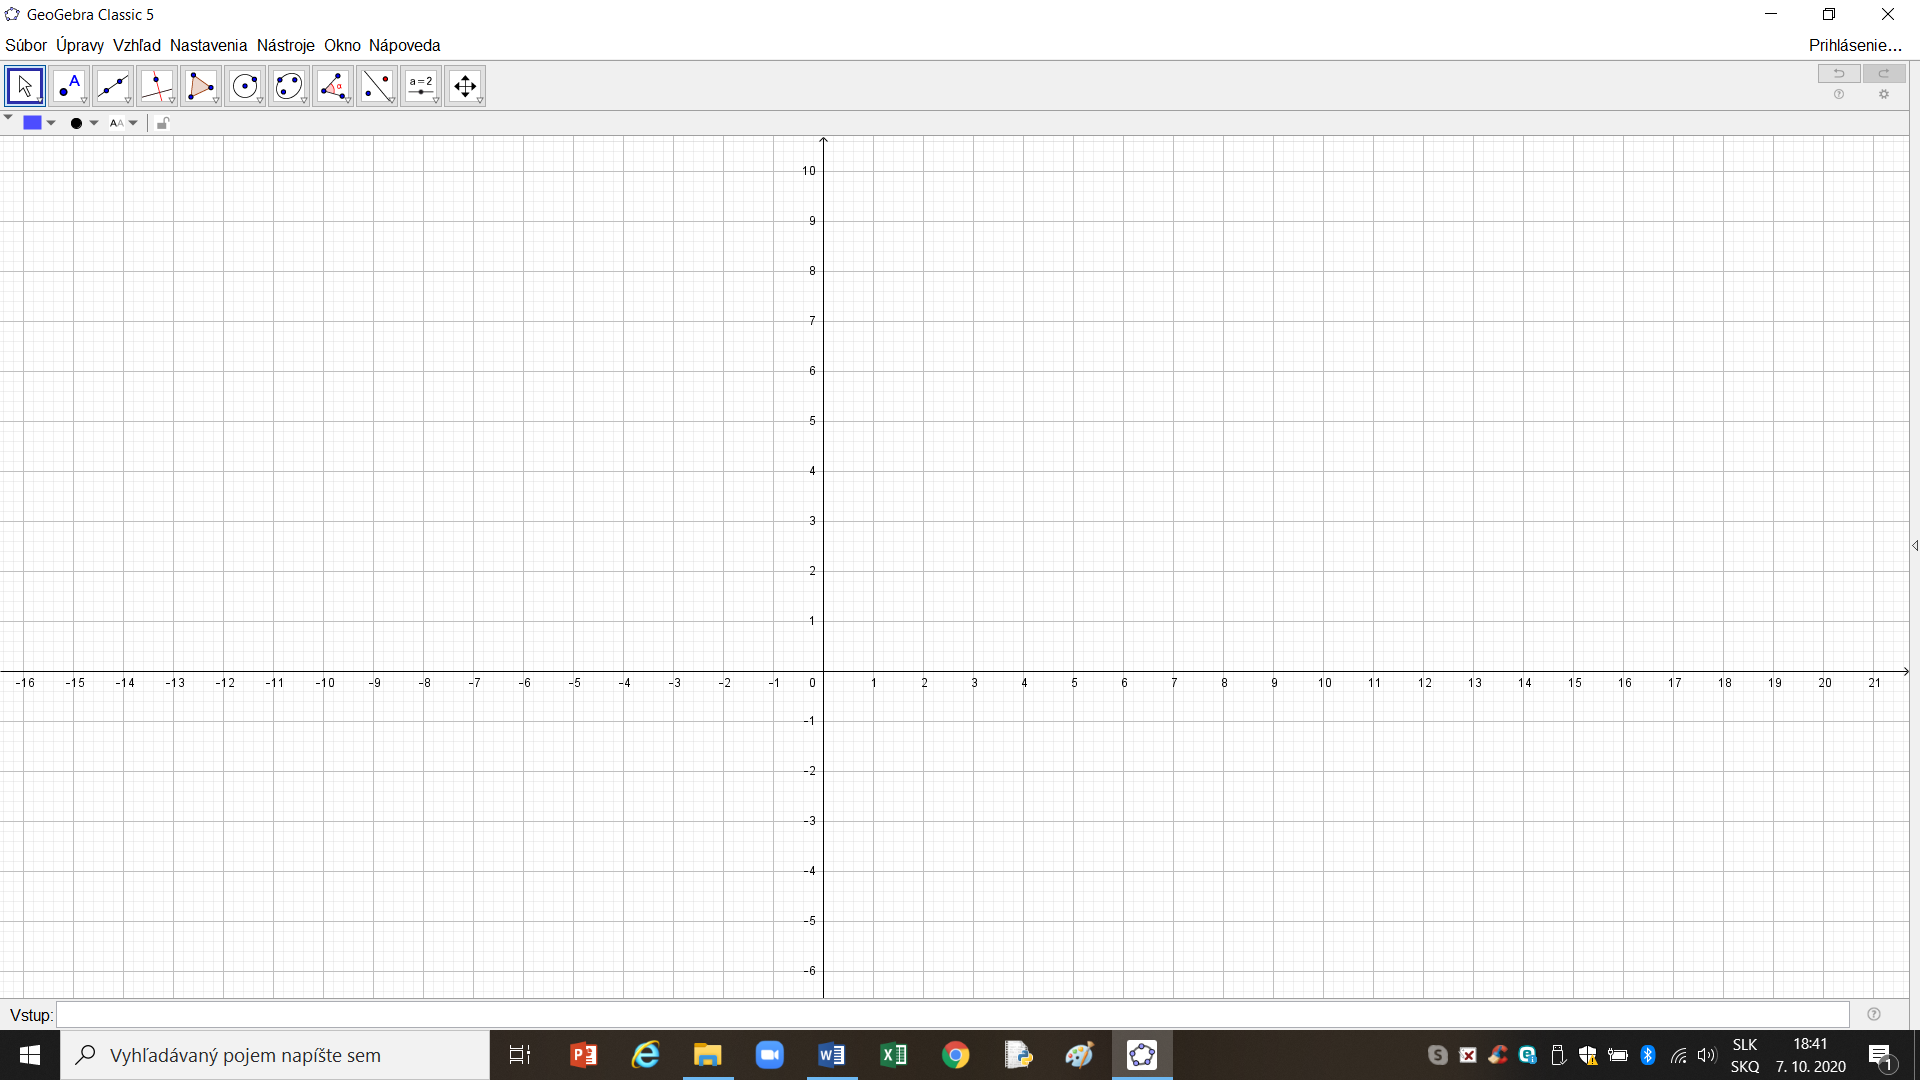 GeoGebra Classic 5
Súbor Úpravy Vzhľad Nastavenia Nástroje Okno Nápoveda
Prihlásenie...
A
α
a=2
AA
10
9
8
7
6
5
4
3
2
1
-16 -15 -14 -13 -12 -11 -10 -9 -8 -7 -6 -5 -4 -3 -2 -1 0 1 2 3 4 5 6 7 8 9 10 11 12 13 14 15 16 17 18 19 20 21
-1
-2
-3
-4
-5
-6
Vstup:
Vyhľadávaný pojem napíšte sem
SLK 18:41
SKQ 7. 10. 2020
1